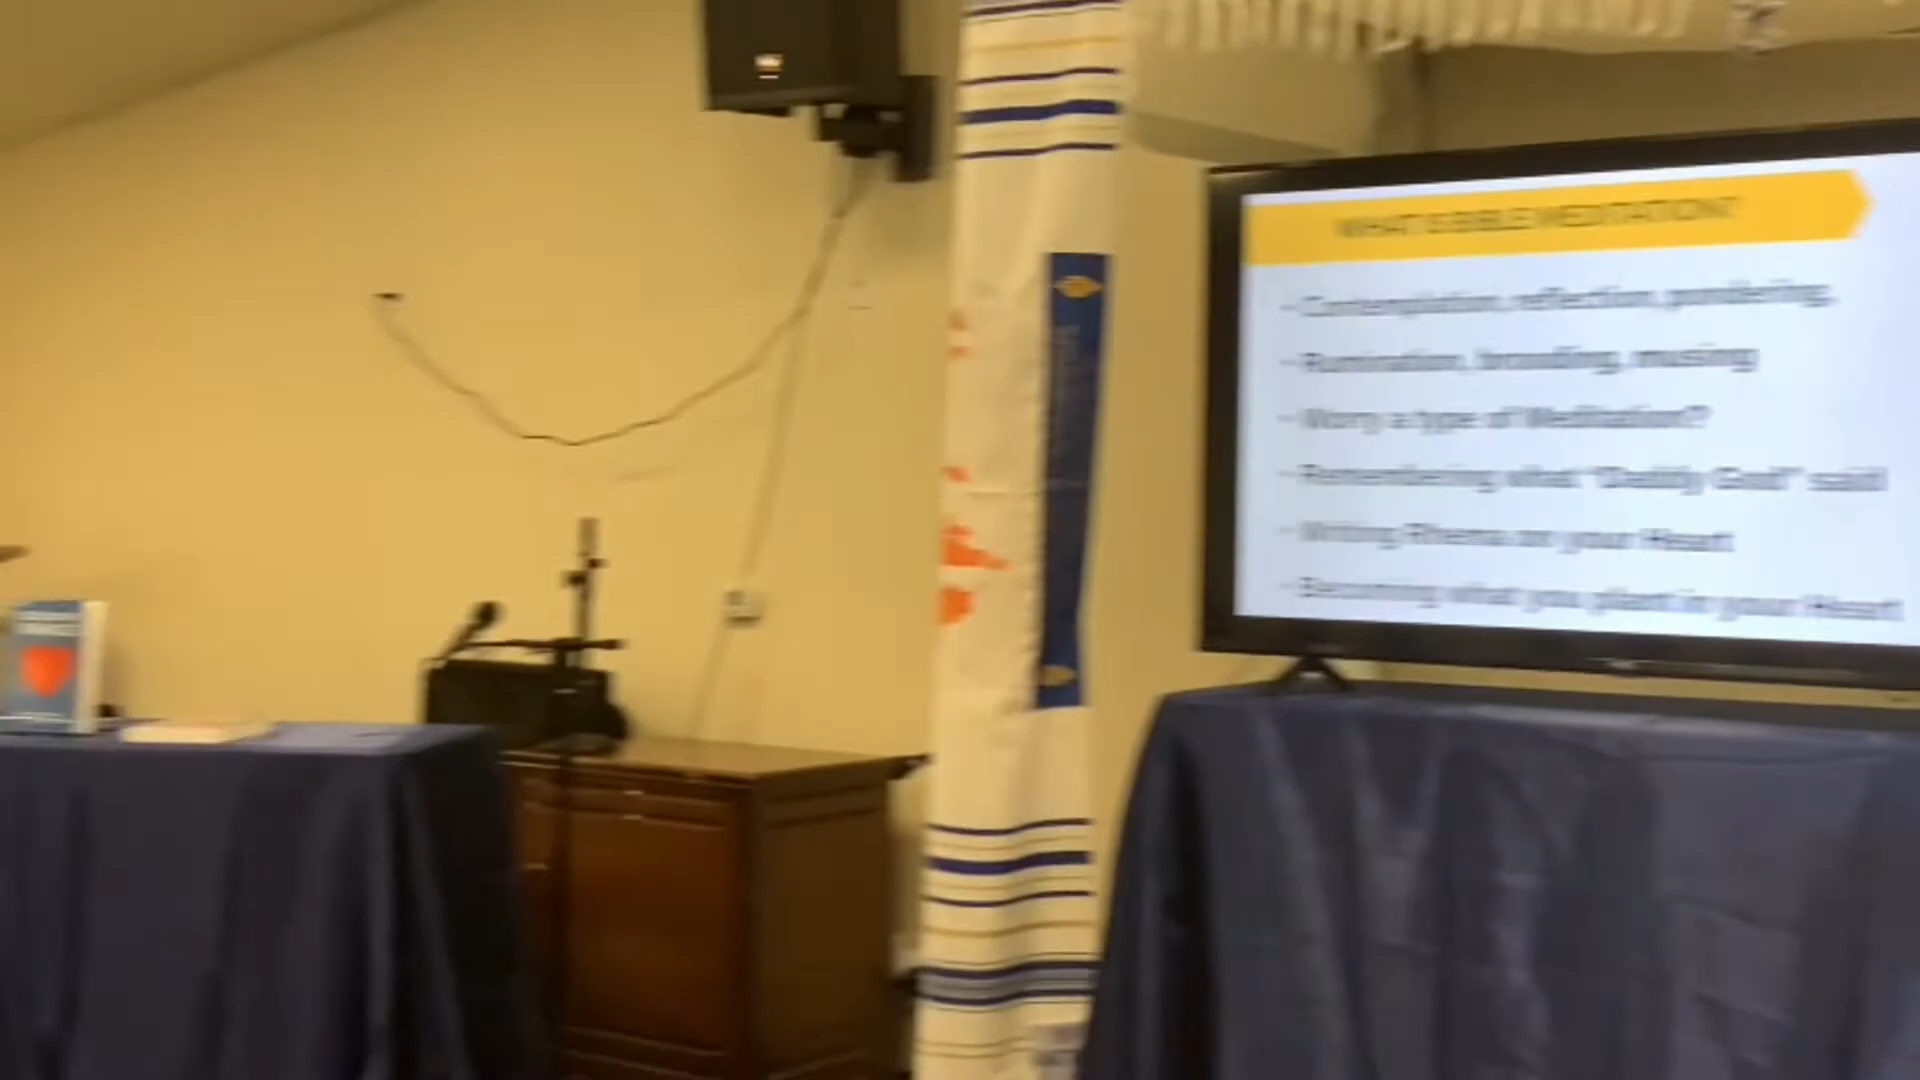 WHAT IS BIBLE MEDITATION?
- Contemplation, reflection, pondering,
- Rumination, brooding, musing
- Worry a type of Meditation?
- Remembering what "Daddy God" said
- Writing Rhema on your Heart
- Becoming what you plant in your Heart